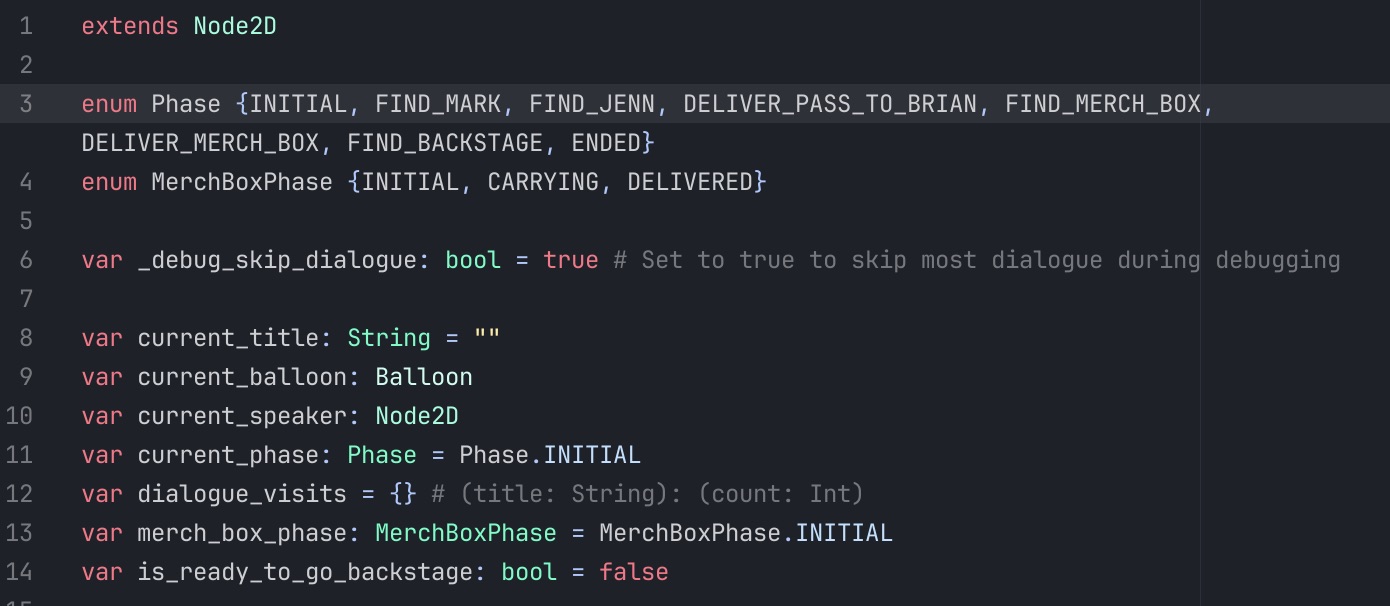 1 extends Node2D
2
3 enum Phase {INITIAL, FIND_MARK, FIND_JENN, DELIVER_PASS_TO_BRIAN, FIND_MERCH_BOX,
DELIVER_MERCH_BOX, FIND_BACKSTAGE, ENDED}
4 enum MerchBoxPhase {INITIAL, CARRYING, DELIVERED}
5
6 var _debug_skip_dialogue: bool = true # Set to true to skip most dialogue during debugging
7
8 var current_title: String = ""
9 var current_balloon: Balloon
10 var current_speaker: Node2D
11 var current_phase: Phase = Phase.INITIAL
12 var dialogue_visits = {} # (title: String): (count: Int)
13 var merch_box_phase: MerchBoxPhase = MerchBoxPhase.INITIAL
14 var is_ready_to_go_backstage: bool = false